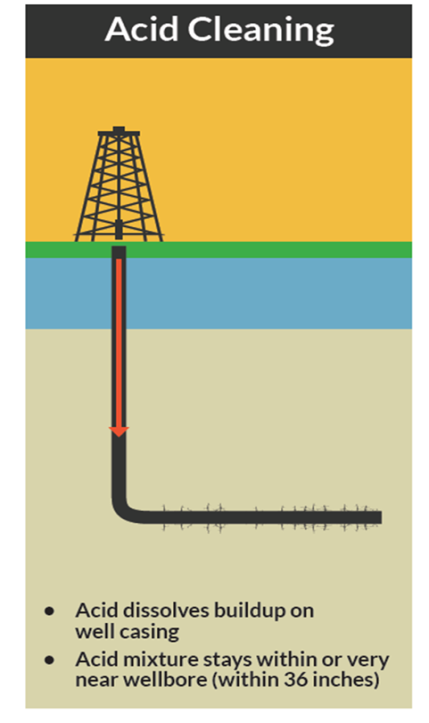 Acid Cleaning
● Acid dissolves buildup on
well casing
● Acid mixture stays within or very
near wellbore (within 36 inches)